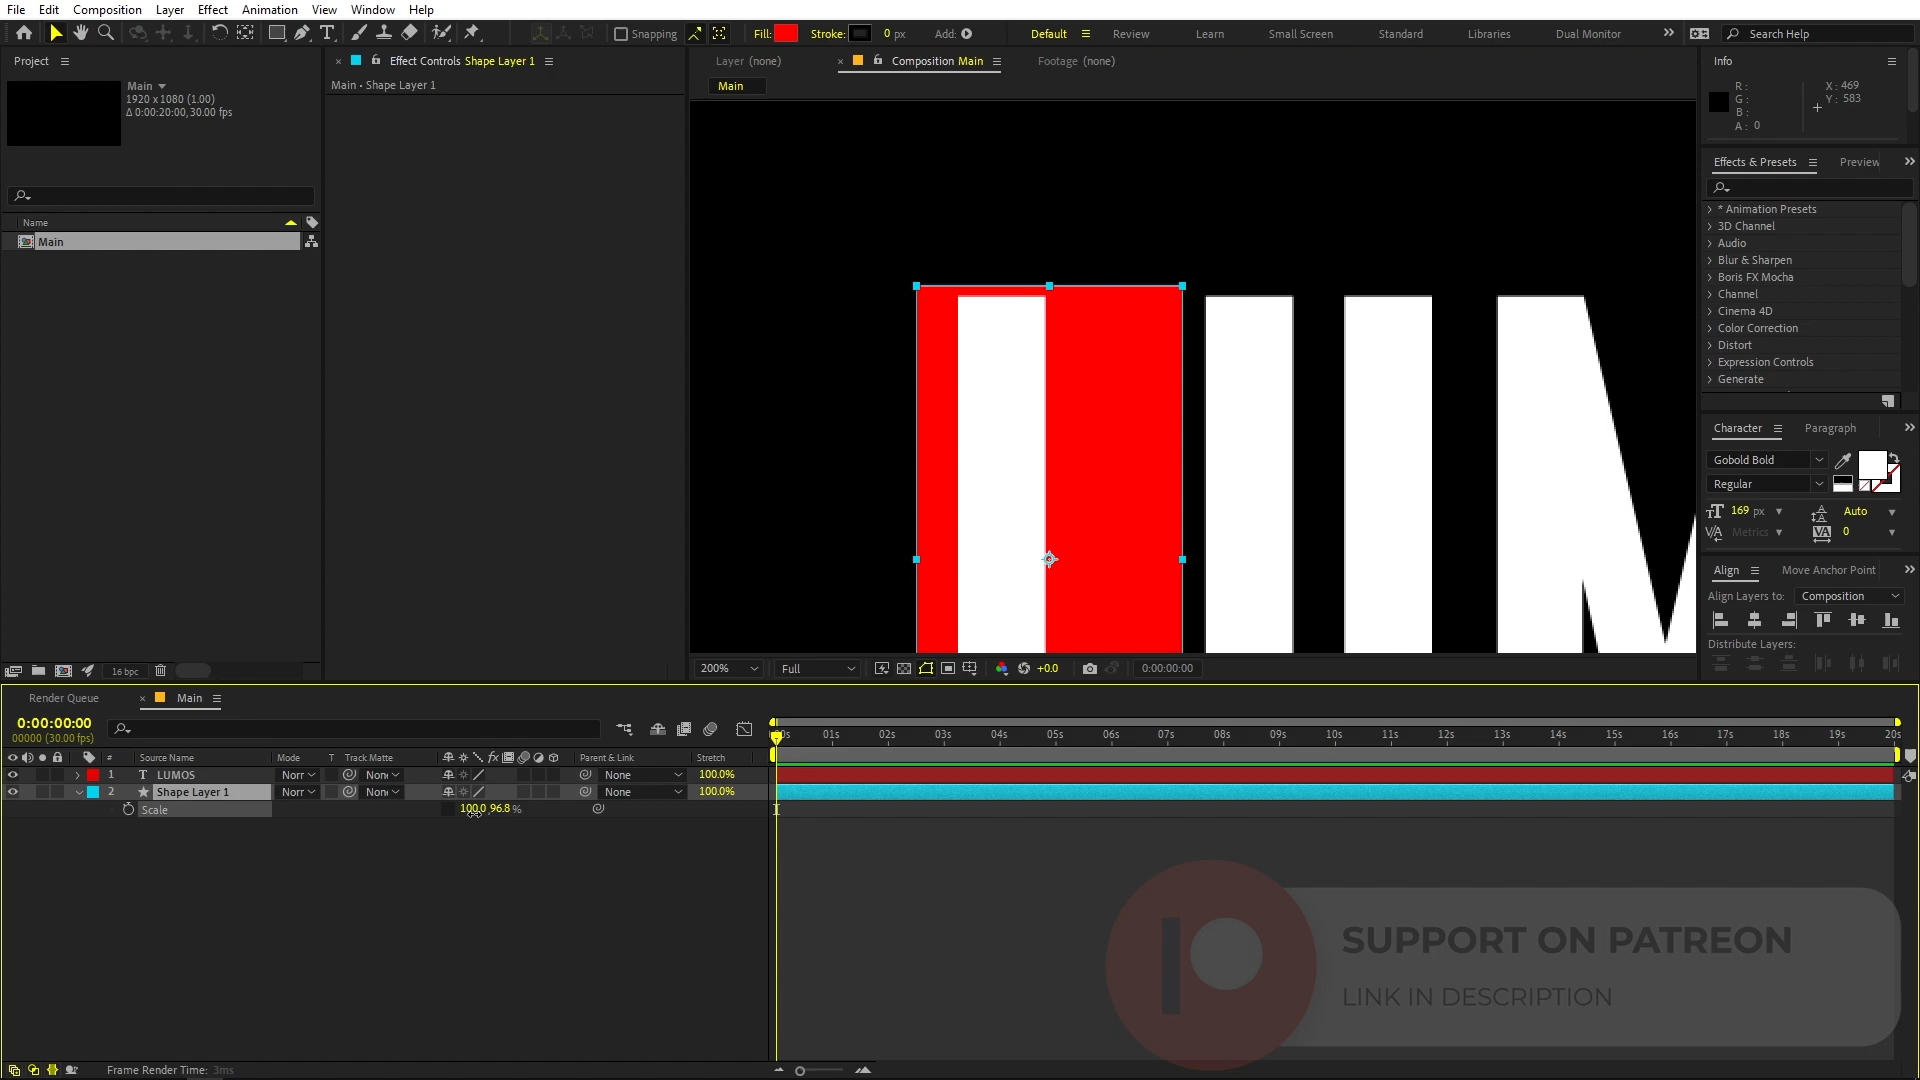 File Edit Composition Layer Effect Animation View Window Help
Snapping Fill: Stroke: 0 px Add: Default Review Learn Small Screen Standard Libraries Dual Monitor Search Help
Project
Main
1920 x 1080 (1.00)
Δ 0:00:20:00, 30.00 fps
Name
Main
16 bpc
Effect Controls Shape Layer 1
Main • Shape Layer 1
Layer (none) Composition Main Footage (none)
Main
200% Full +0.0 0:00:00:00
Info
R :
G :
B :
A : 0
X : 469
Y : 583
Effects & Presets Preview
* Animation Presets
3D Channel
Audio
Blur & Sharpen
Boris FX Mocha
Channel
Cinema 4D
Color Correction
Distort
Expression Controls
Generate
Character Paragraph
Gobold Bold
Regular
169 px Auto
Metrics 0
Align Move Anchor Point
Align Layers to: Composition
Distribute Layers:
Render Queue Main
0:00:00:00
00000 (30.00 fps)
# Source Name Mode T Track Matte Parent & Link Stretch
1 T LUMOS Norr None None 100.0%
2 Shape Layer 1 Norr None None 100.0%
Scale 100.0, 96.8 %
00s 01s 02s 03s 04s 05s 06s 07s 08s 09s 10s 11s 12s 13s 14s 15s 16s 17s 18s 19s 20s
SUPPORT ON PATREON
LINK IN DESCRIPTION
Frame Render Time: 3ms